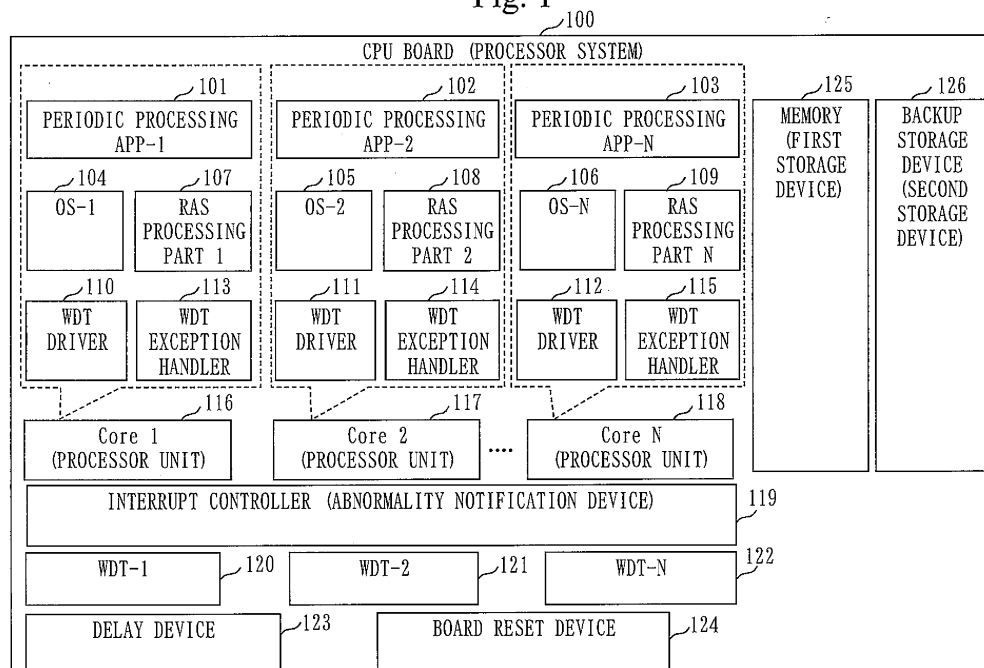 Fig. 1
100
CPU BOARD (PROCESSOR SYSTEM)
101
PERIODIC PROCESSING
APP-1
102
PERIODIC PROCESSING
APP-2
103
PERIODIC PROCESSING
APP-N
125
MEMORY
(FIRST
STORAGE
DEVICE)
126
BACKUP
STORAGE
DEVICE
(SECOND
STORAGE
DEVICE)
104
OS-1
107
RAS
PROCESSING
PART 1
105
OS-2
108
RAS
PROCESSING
PART 2
106
OS-N
109
RAS
PROCESSING
PART N
110
WDT
DRIVER
113
WDT
EXCEPTION
HANDLER
111
WDT
DRIVER
114
WDT
EXCEPTION
HANDLER
112
WDT
DRIVER
115
WDT
EXCEPTION
HANDLER
116
Core 1
(PROCESSOR UNIT)
117
Core 2
(PROCESSOR UNIT)
....
118
Core N
(PROCESSOR UNIT)
INTERRUPT CONTROLLER (ABNORMALITY NOTIFICATION DEVICE)
119
WDT-1
120
WDT-2
121
WDT-N
122
DELAY DEVICE
123
BOARD RESET DEVICE
124